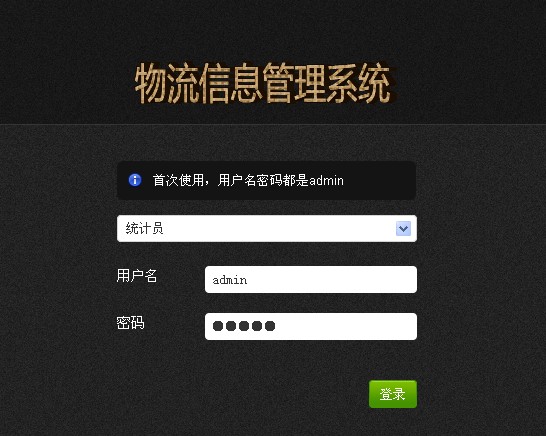 物流信息管理系统
首次使用，用户名密码都是admin
统计员
用户名 admin
密码 ●●●●●
登录